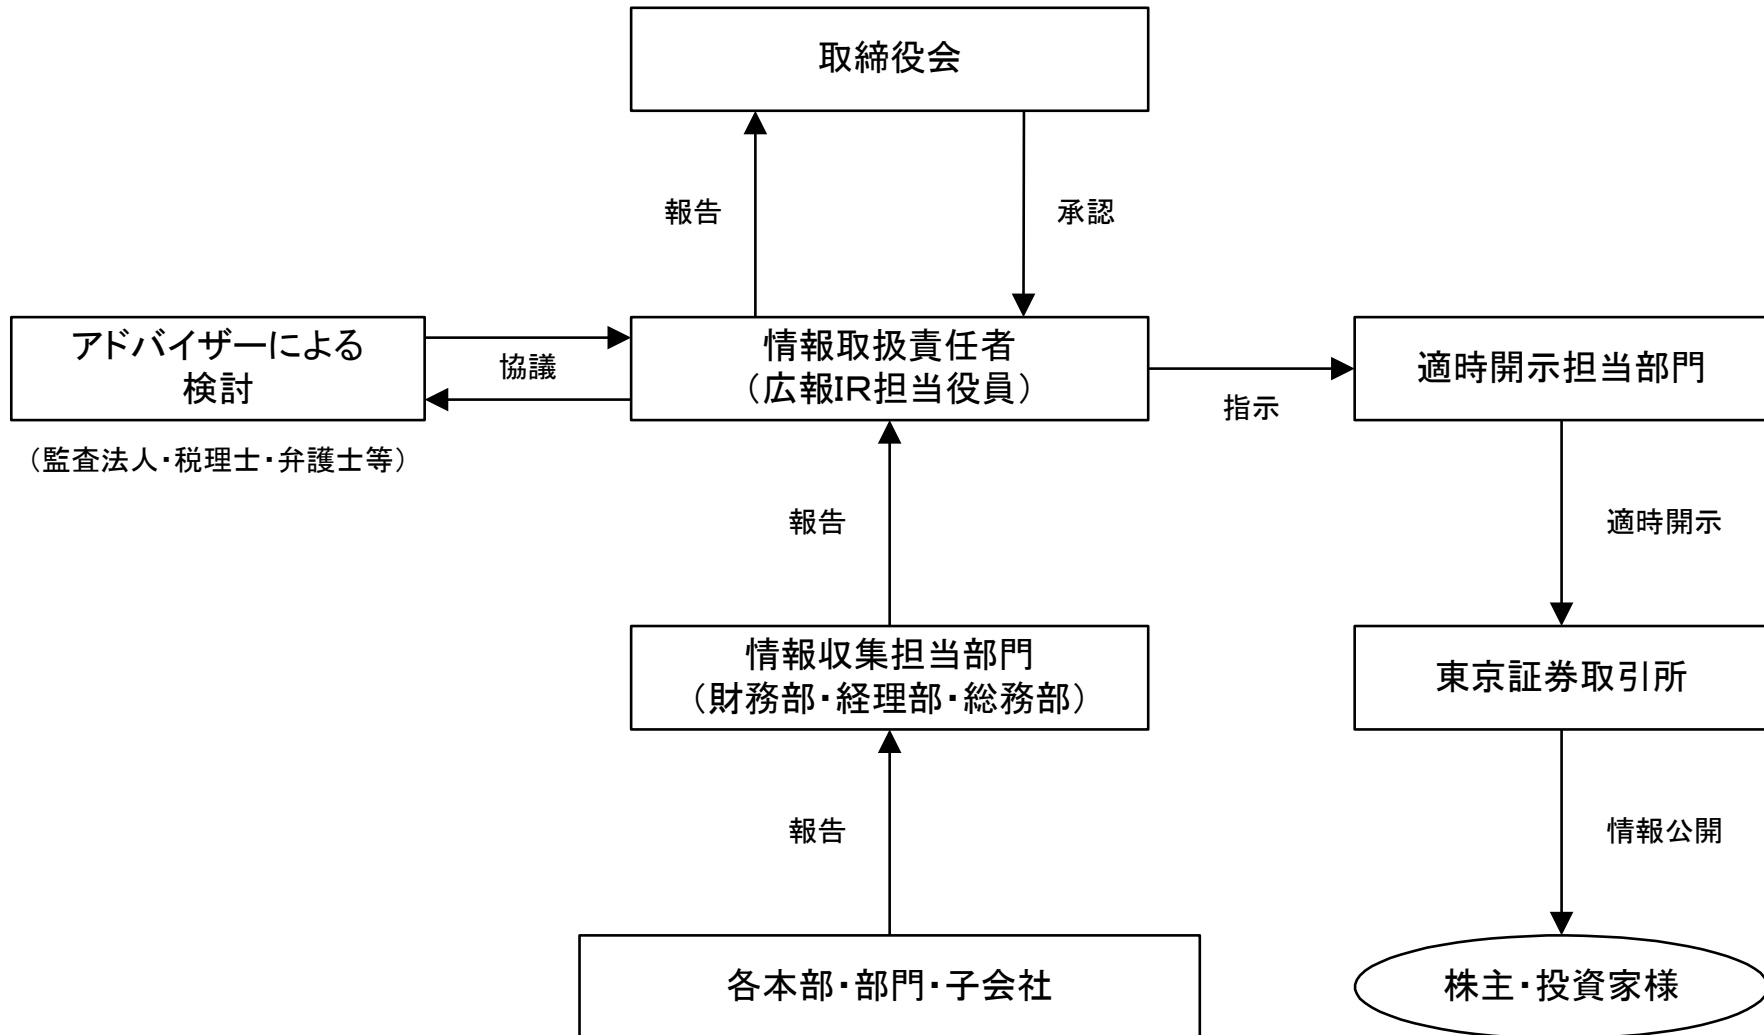 取締役会
報告
承認
アドバイザーによる
検討
協議
情報取扱責任者
（広報IR担当役員）
指示
適時開示担当部門
（監査法人・税理士・弁護士等）
報告
適時開示
情報収集担当部門
（財務部・経理部・総務部）
東京証券取引所
報告
情報公開
各本部・部門・子会社
株主・投資家様